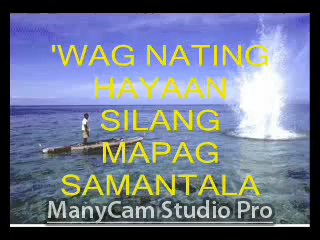 'WAG NATING
HAYAAN
SILANG
MAPAG
SAMANTALA
ManyCam Studio Pro